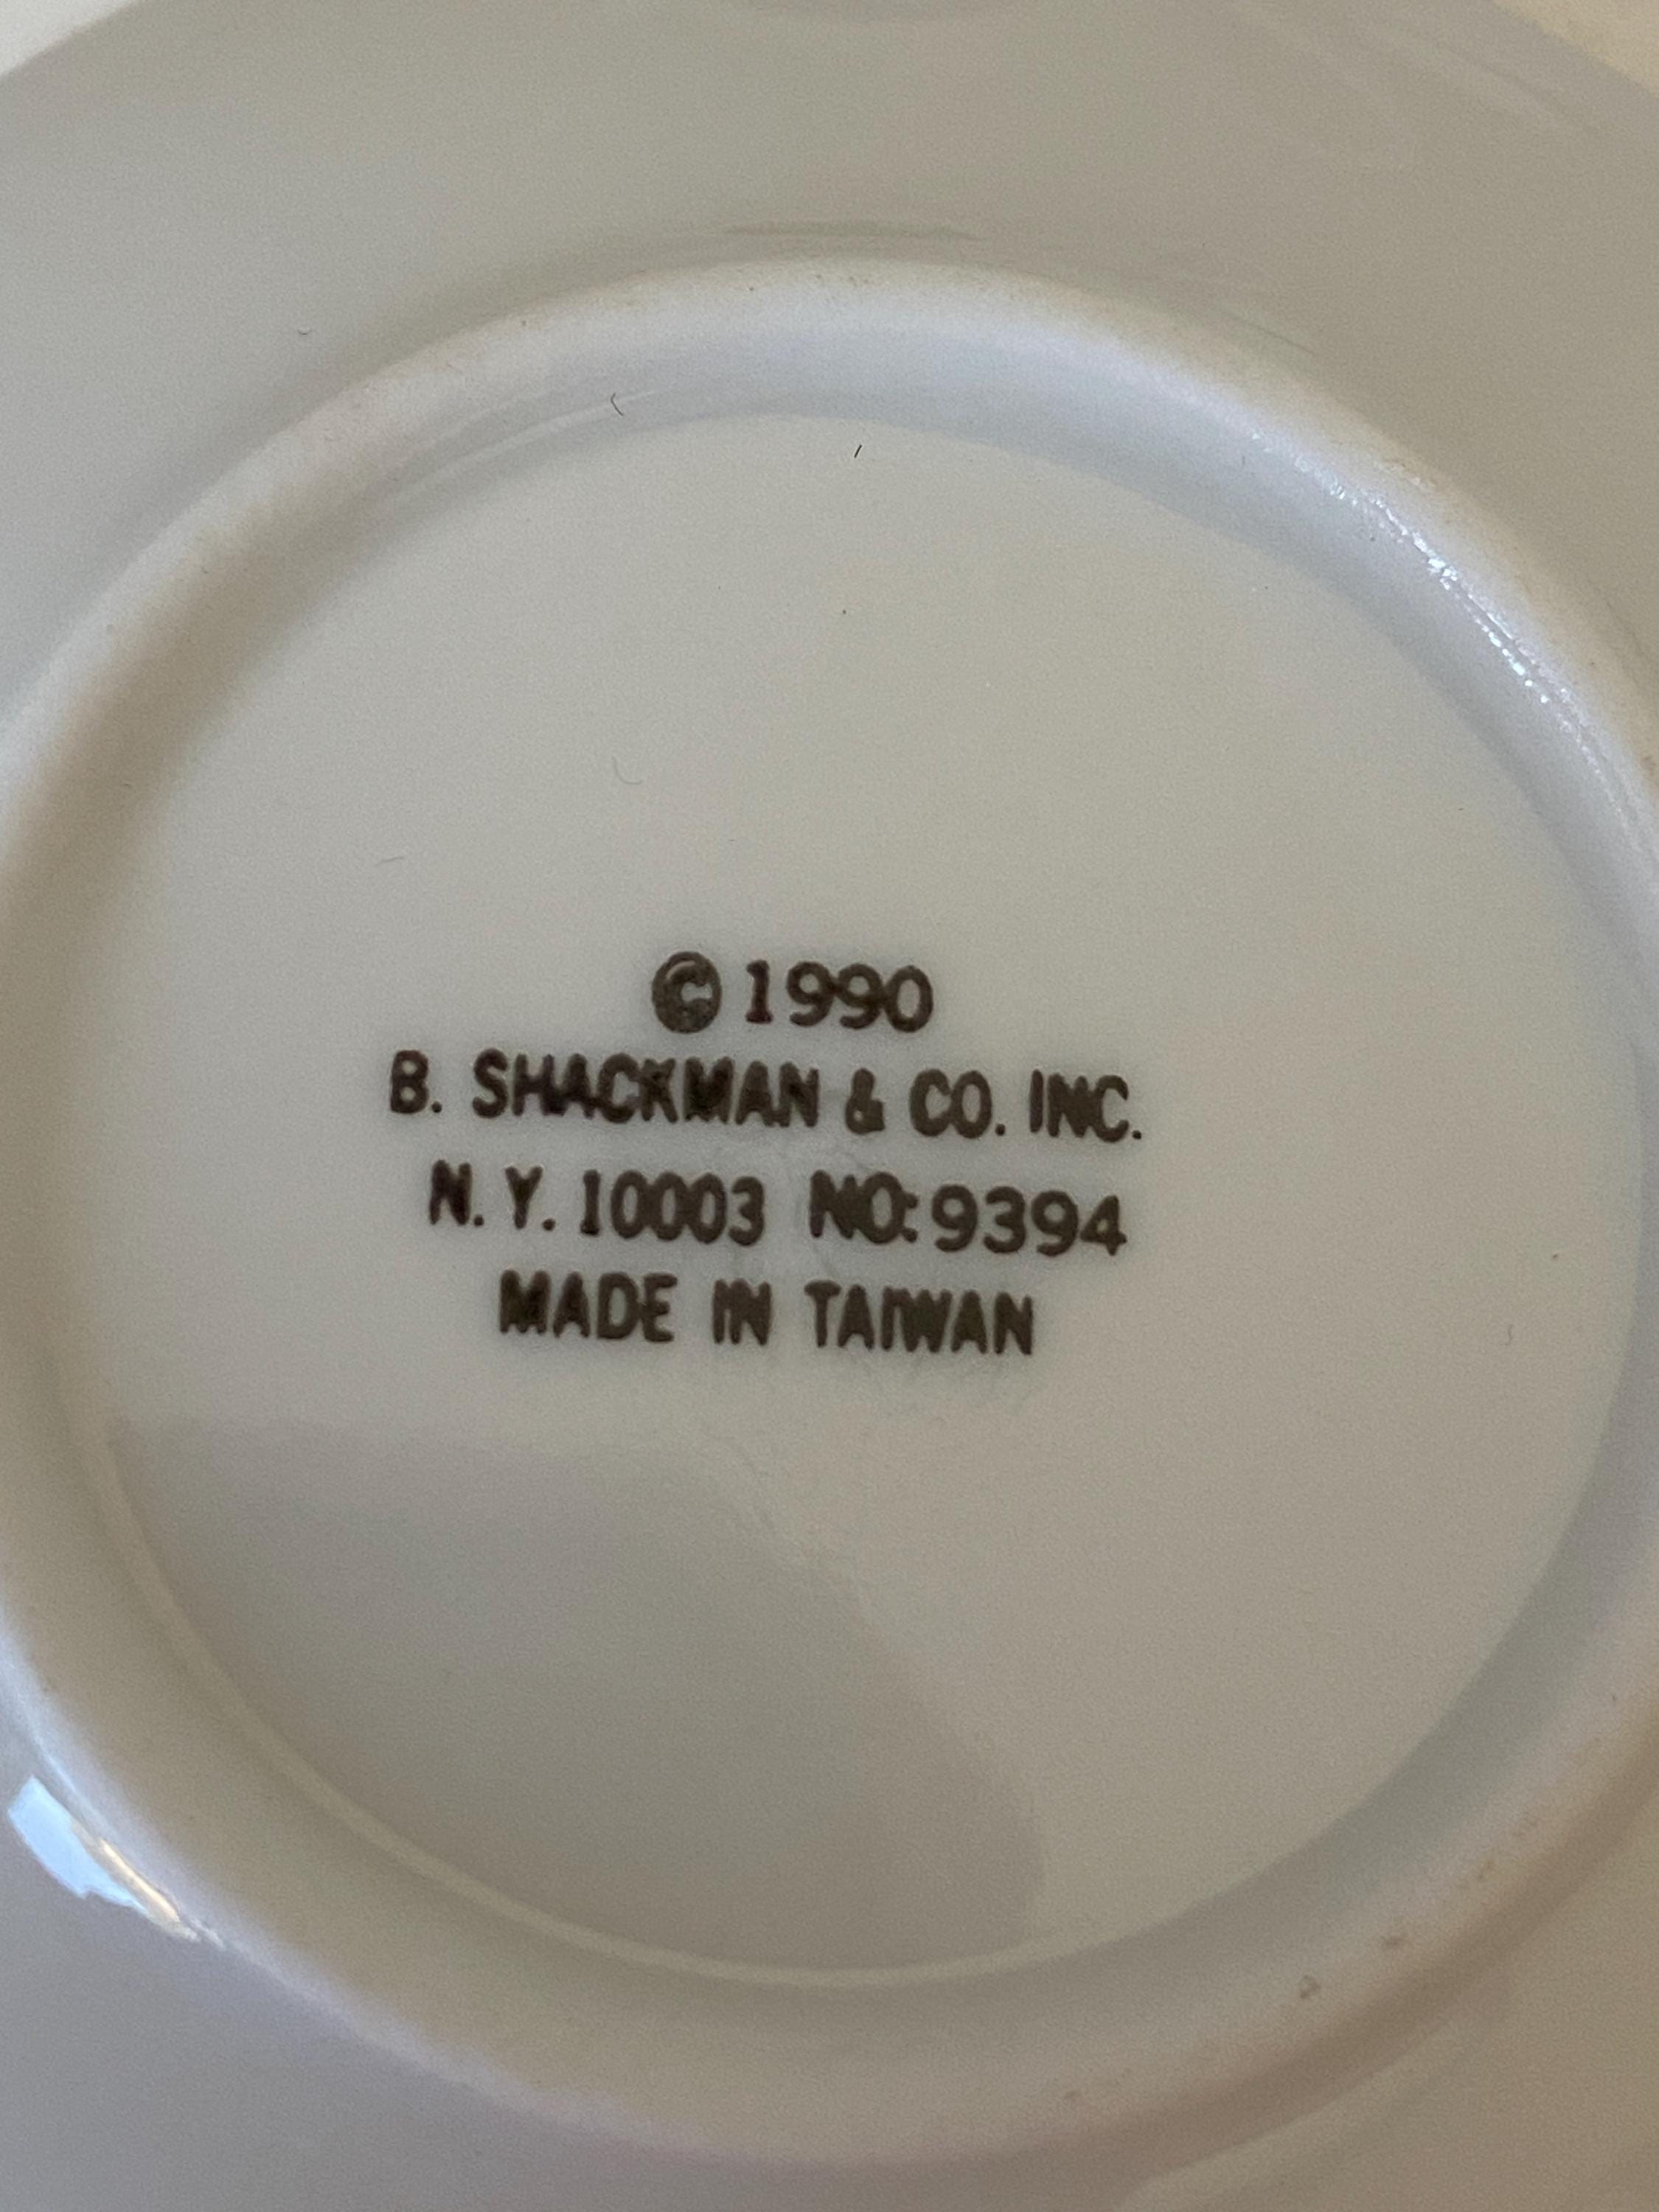 © 1990
B. SHACKMAN & CO. INC.
N.Y. 10003 NO: 9394
MADE IN TAIWAN